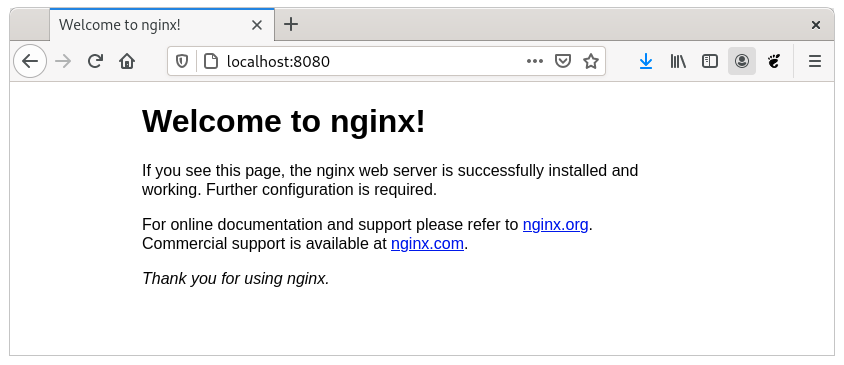 Welcome to nginx!
localhost:8080
Welcome to nginx!
If you see this page, the nginx web server is successfully installed and
working. Further configuration is required.
For online documentation and support please refer to nginx.org.
Commercial support is available at nginx.com.
Thank you for using nginx.